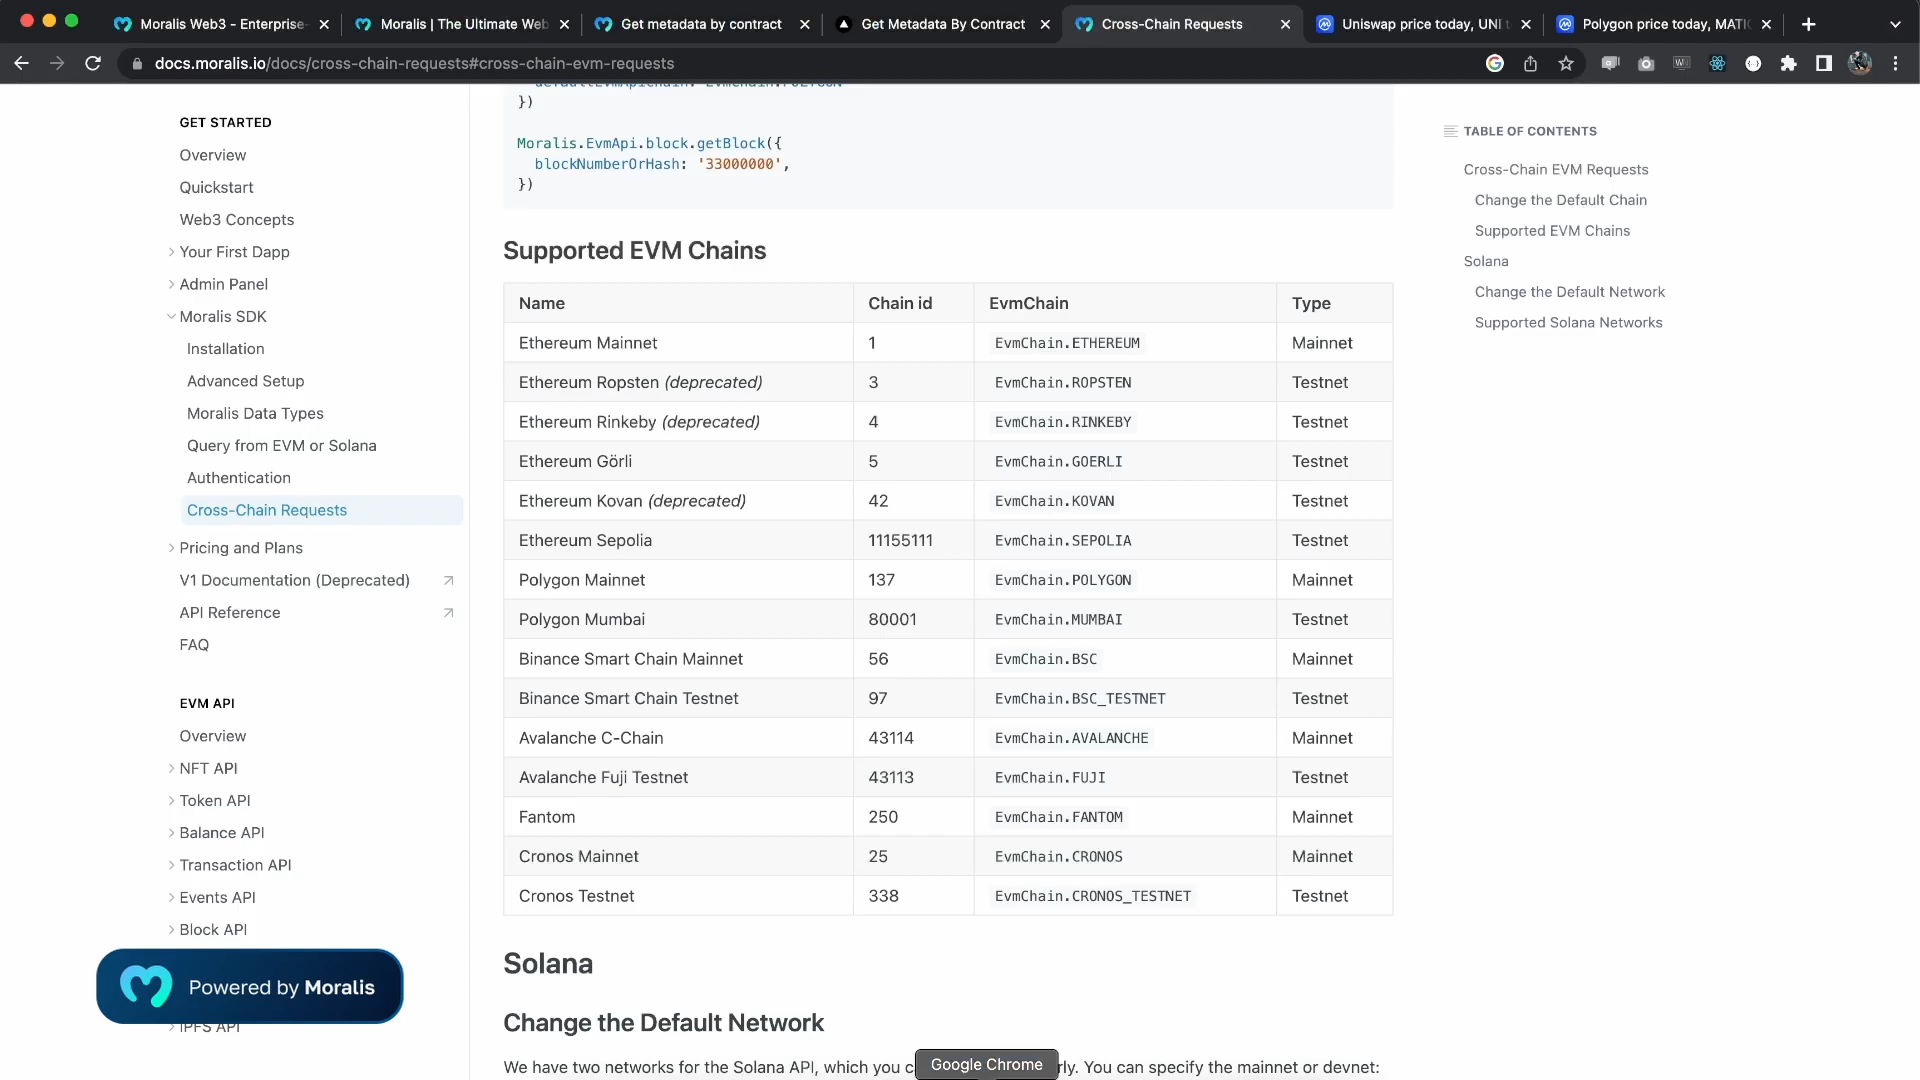 Moralis Web3 - Enterprise-
Moralis | The Ultimate Web
Get metadata by contract
Get Metadata By Contract
Cross-Chain Requests
Uniswap price today, UNI t
Polygon price today, MATI
docs.moralis.io/docs/cross-chain-requests#cross-chain-evm-requests
GET STARTED
Overview
Quickstart
Web3 Concepts
Your First Dapp
Admin Panel
Moralis SDK
Installation
Advanced Setup
Moralis Data Types
Query from EVM or Solana
Authentication
Cross-Chain Requests
Pricing and Plans
V1 Documentation (Deprecated)
API Reference
FAQ
EVM API
Overview
NFT API
Token API
Balance API
Transaction API
Events API
Block API
Powered by Moralis
IPFS API
})
Moralis.EvmApi.block.getBlock({
blockNumberOrHash: '33000000',
})
Supported EVM Chains
Name Chain id EvmChain Type
Ethereum Mainnet 1 EvmChain.ETHEREUM Mainnet
Ethereum Ropsten (deprecated) 3 EvmChain.ROPSTEN Testnet
Ethereum Rinkeby (deprecated) 4 EvmChain.RINKEBY Testnet
Ethereum Görli 5 EvmChain.GOERLI Testnet
Ethereum Kovan (deprecated) 42 EvmChain.KOVAN Testnet
Ethereum Sepolia 11155111 EvmChain.SEPOLIA Testnet
Polygon Mainnet 137 EvmChain.POLYGON Mainnet
Polygon Mumbai 80001 EvmChain.MUMBAI Testnet
Binance Smart Chain Mainnet 56 EvmChain.BSC Mainnet
Binance Smart Chain Testnet 97 EvmChain.BSC_TESTNET Testnet
Avalanche C-Chain 43114 EvmChain.AVALANCHE Mainnet
Avalanche Fuji Testnet 43113 EvmChain.FUJI Testnet
Fantom 250 EvmChain.FANTOM Mainnet
Cronos Mainnet 25 EvmChain.CRONOS Mainnet
Cronos Testnet 338 EvmChain.CRONOS_TESTNET Testnet
Solana
Change the Default Network
We have two networks for the Solana API, which you c rly. You can specify the mainnet or devnet:
Google Chrome
TABLE OF CONTENTS
Cross-Chain EVM Requests
Change the Default Chain
Supported EVM Chains
Solana
Change the Default Network
Supported Solana Networks